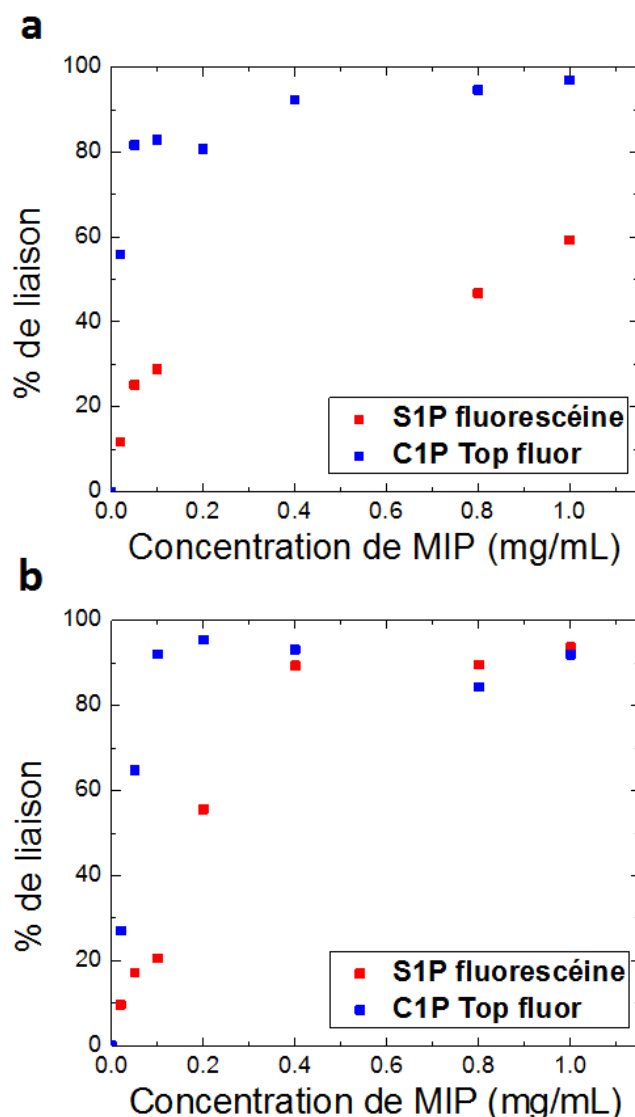 a
100
80
60
40
20
0
% de liaison
S1P fluorescéine
C1P Top fluor
0.0 0.2 0.4 0.6 0.8 1.0
Concentration de MIP (mg/mL)
b
100
80
60
40
20
0
% de liaison
S1P fluorescéine
C1P Top fluor
0.0 0.2 0.4 0.6 0.8 1.0
Concentration de MIP (mg/mL)